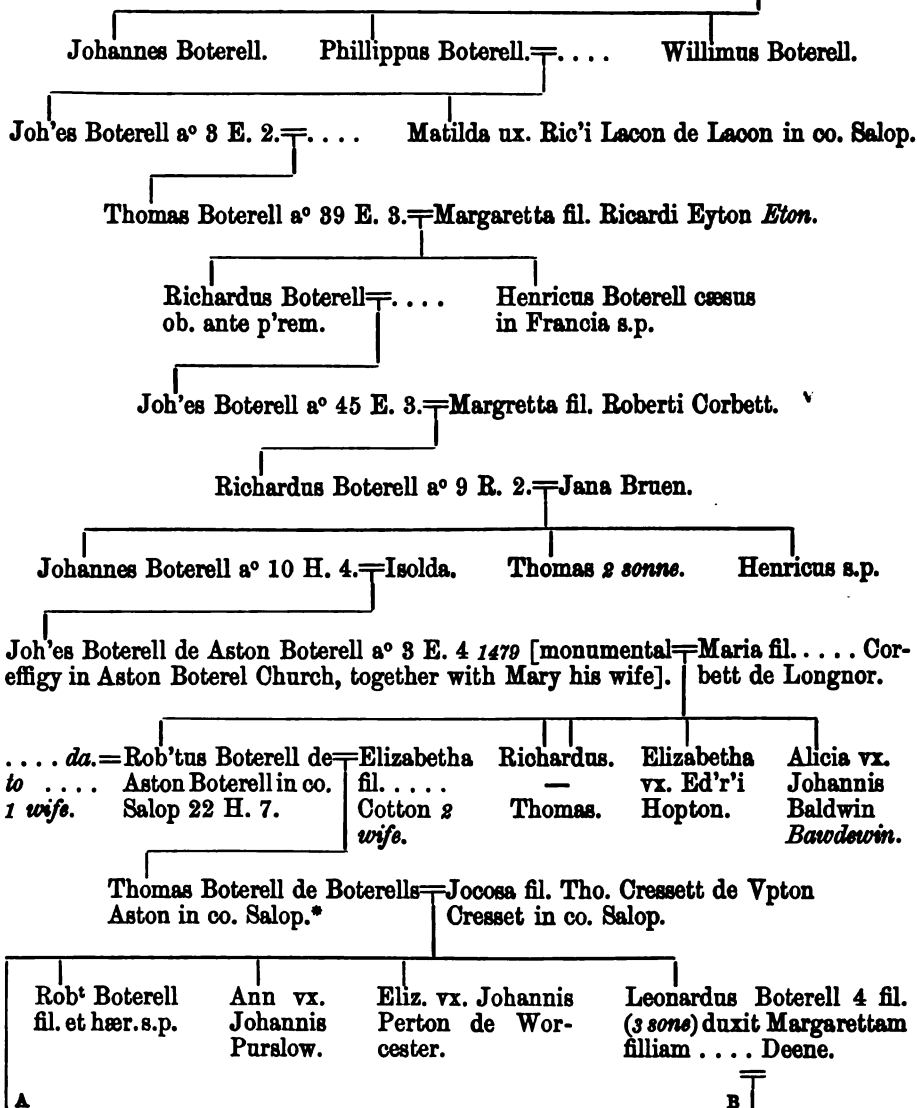 Johannes Boterell. Phillippus Boterell.=.... Willimus Boterell.
Joh'es Boterell aº 3 E. 2.=.... Matilda ux. Ric'i Lacon de Lacon in co. Salop.
Thomas Boterell aº 39 E. 3.=Margaretta fil. Ricardi Eyton Eton.
Richardus Boterell=.... Henricus Boterell cæsus
ob. ante p'rem. in Francia s.p.
Joh'es Boterell aº 45 E. 3.=Margretta fil. Roberti Corbett.
Richardus Boterell aº 9 R. 2.=Jana Bruen.
Johannes Boterell aº 10 H. 4.=Isolda. Thomas 2 sonne. Henricus s.p.
Joh'es Boterell de Aston Boterell aº 3 E. 4 1479 [monumental=Maria fil. .... Cor-
effigy in Aston Boterel Church, together with Mary his wife]. bett de Longnor.
.... da.=Rob'tus Boterell de=Elizabetha Richardus. Elizabetha Alicia vx.
to .... Aston Boterell in co. fil. .... — vx. Ed'r'i Johannis
1 wife. Salop 22 H. 7. Cotton 2 Thomas. Hopton. Baldwin
wife. Bawdewin.
Thomas Boterell de Boterells=Jocosa fil. Tho. Cressett de Vpton
Aston in co. Salop.* Cresset in co. Salop.
Robᵗ Boterell Ann vx. Eliz. vx. Johannis Leonardus Boterell 4 fil.
fil. et hær. s.p. Johannis Perton de Wor- (3 sone) duxit Margarettam
Purslow. cester. filliam .... Deene.
A B